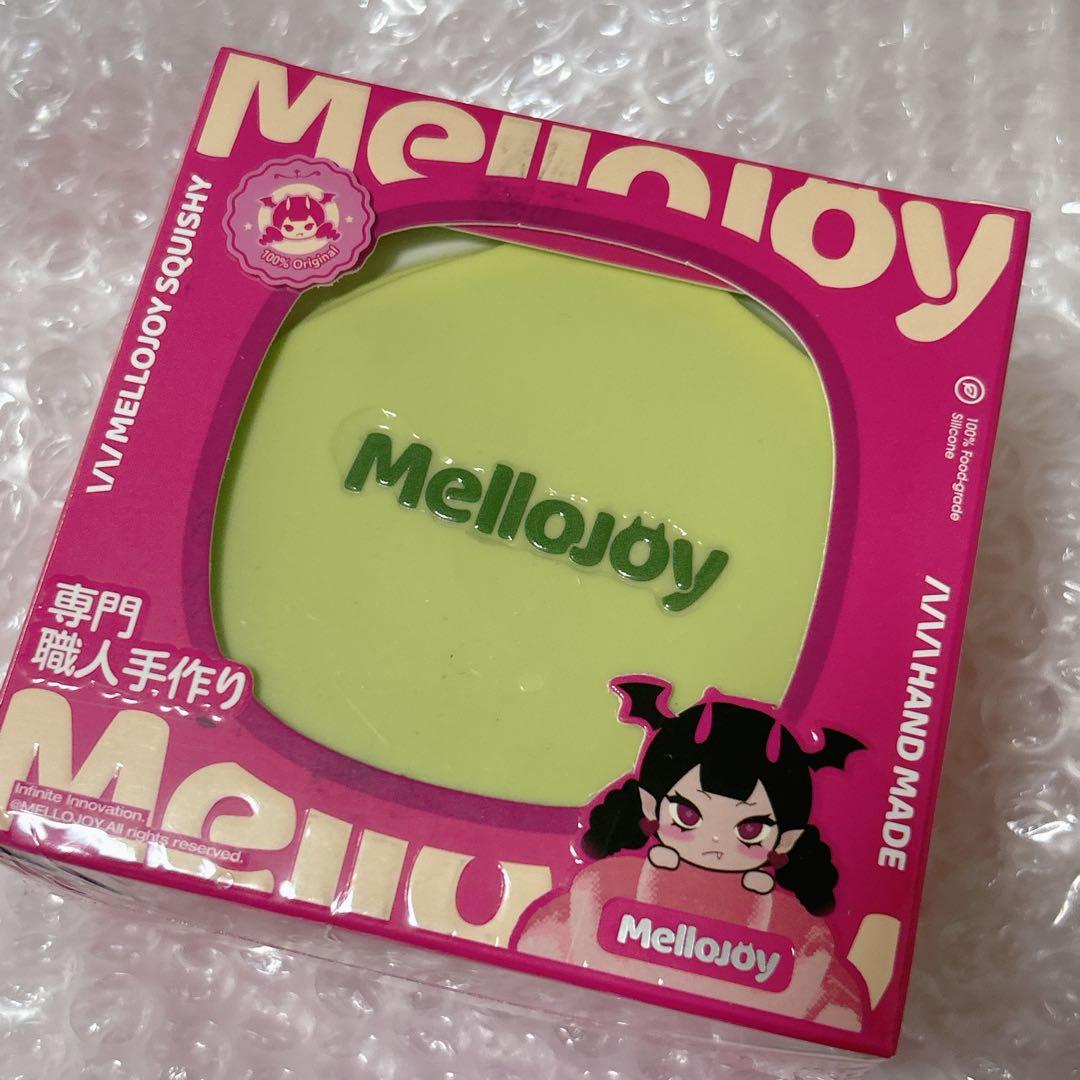 Mellojoy
100% Original
\/\/ MELLOJOY SQUISHY
100% Food-grade
Silicone
Mellojoy
専門
職人手作り
/\/\/\ HAND MADE
Infinite Innovation.
@MELLOJOY All rights reserved.
Mello
Mellojoy